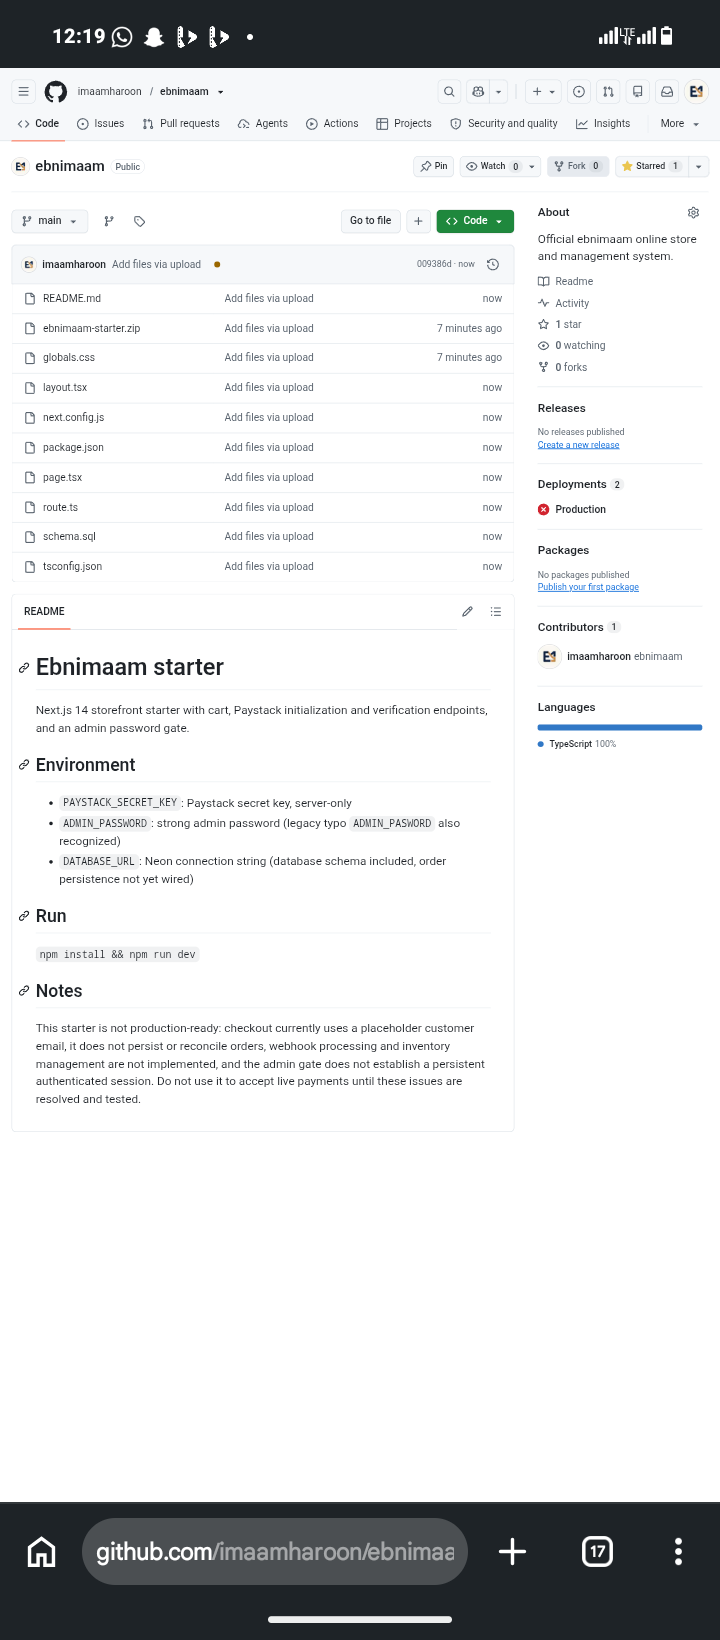 12:19
LTE
imaamharoon / ebnimaam
Code Issues Pull requests Agents Actions Projects Security and quality Insights More
ebnimaam Public
Pin Watch 0 Fork 0 Starred 1
main
Go to file
Code
imaamharoon Add files via upload
009386d · now
README.md Add files via upload now
ebnimaam-starter.zip Add files via upload 7 minutes ago
globals.css Add files via upload 7 minutes ago
layout.tsx Add files via upload now
next.config.js Add files via upload now
package.json Add files via upload now
page.tsx Add files via upload now
route.ts Add files via upload now
schema.sql Add files via upload now
tsconfig.json Add files via upload now
README
Ebnimaam starter
Next.js 14 storefront starter with cart, Paystack initialization and verification endpoints,
and an admin password gate.
Environment
• PAYSTACK_SECRET_KEY : Paystack secret key, server-only
• ADMIN_PASSWORD : strong admin password (legacy typo ADMIN_PASWORD also
recognized)
• DATABASE_URL : Neon connection string (database schema included, order
persistence not yet wired)
Run
npm install && npm run dev
Notes
This starter is not production-ready: checkout currently uses a placeholder customer
email, it does not persist or reconcile orders, webhook processing and inventory
management are not implemented, and the admin gate does not establish a persistent
authenticated session. Do not use it to accept live payments until these issues are
resolved and tested.
About
Official ebnimaam online store
and management system.
Readme
Activity
1 star
0 watching
0 forks
Releases
No releases published
Create a new release
Deployments 2
Production
Packages
No packages published
Publish your first package
Contributors 1
imaamharoon ebnimaam
Languages
TypeScript 100%
github.com/imaamharoon/ebnimaa
17